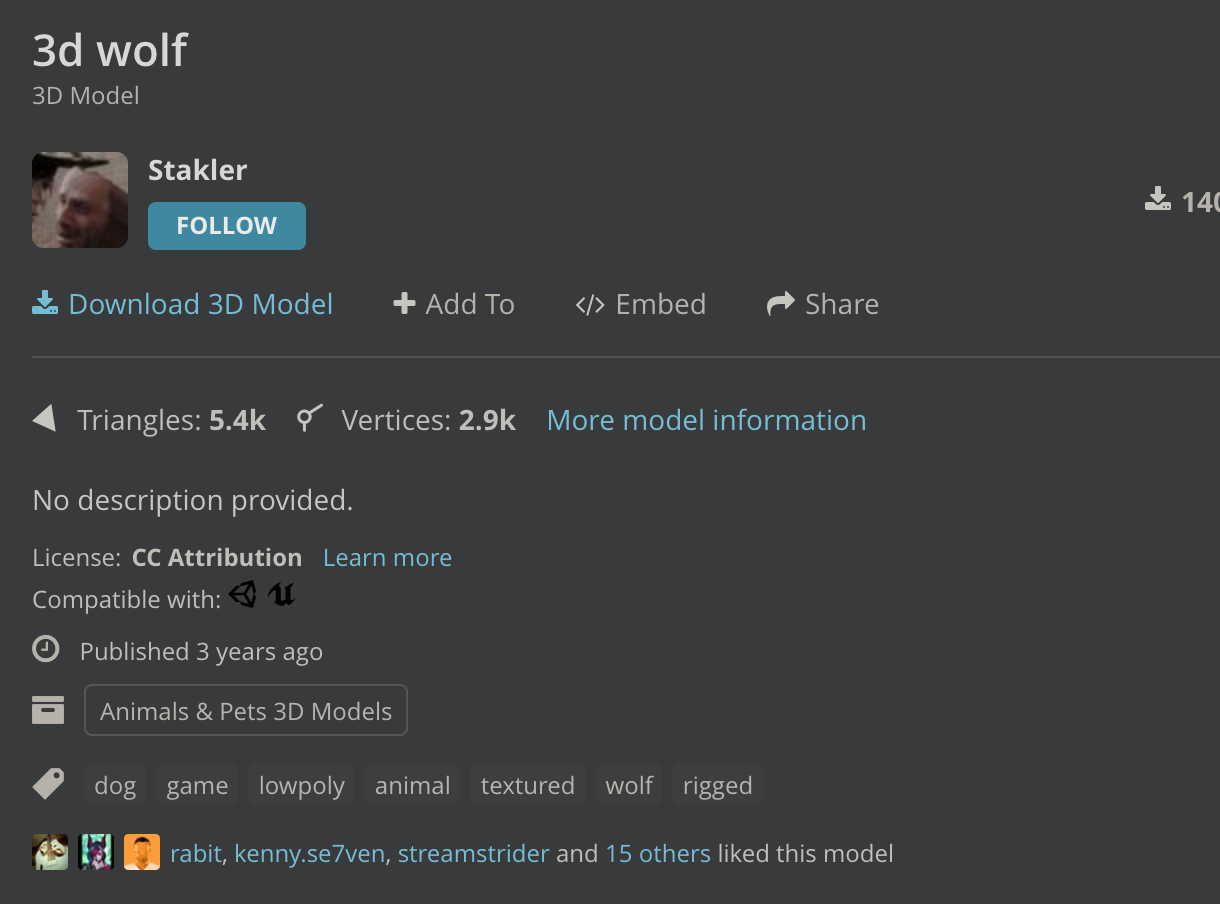 3d wolf
3D Model
Stakler
FOLLOW
140
Download 3D Model
Add To
</> Embed
Share
Triangles: 5.4k
Vertices: 2.9k
More model information
No description provided.
License: CC Attribution Learn more
Compatible with:
Published 3 years ago
Animals & Pets 3D Models
dog game lowpoly animal textured wolf rigged
rabit, kenny.se7ven, streamstrider and 15 others liked this model